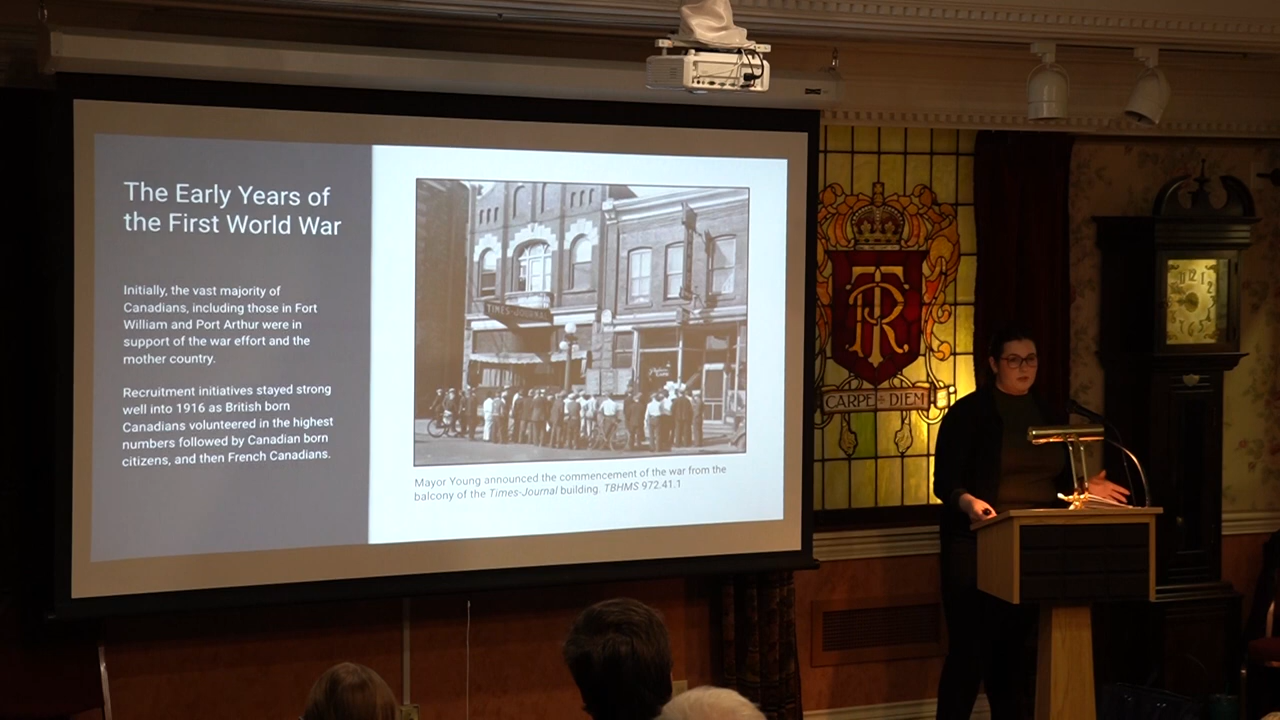 The Early Years of
the First World War
Initially, the vast majority of
Canadians, including those in Fort
William and Port Arthur were in
support of the war effort and the
mother country.
Recruitment initiatives stayed strong
well into 1916 as British born
Canadians volunteered in the highest
numbers followed by Canadian born
citizens, and then French Canadians.
TIMES-JOURNAL
Mayor Young announced the commencement of the war from the
balcony of the Times-Journal building. TBHMS 972.41.1
CARPE DIEM